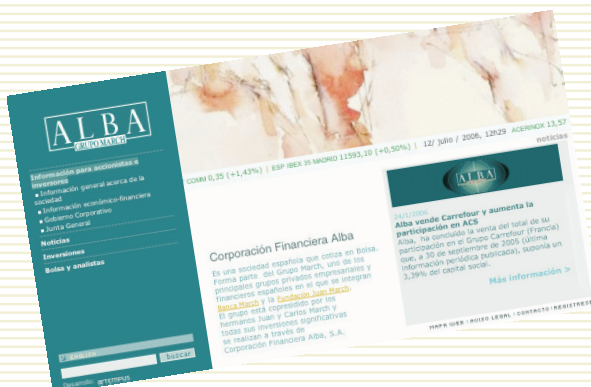 ALBA
GRUPO MARCH
Información para accionistas e
inversores
Información general acerca de la
sociedad
Información económico-financiera
Gobierno Corporativo
Junta General
Noticias
Inversiones
Bolsa y analistas
ENGLISH
buscar
Desarrollo: artempus
COMM 0,35 (+1,43%) | ESP IBEX 35 MADRID 11593,10 (+0,50%) | 12/ julio / 2006, 12h29 ACERINOX 13,57
Corporación Financiera Alba
Es una sociedad española que cotiza en Bolsa.
Forma parte del Grupo March, uno de los
principales grupos privados empresariales y
financieros españoles en el que se integran
Banca March y la Fundación Juan March.
El grupo está copresidido por los
hermanos Juan y Carlos March y
todas sus inversiones significativas
se realizan a través de
Corporación Financiera Alba, S.A.
noticias
ALBA
24/1/2006
Alba vende Carrefour y aumenta la
participación en ACS
Alba, ha concluido la venta del total de su
participación en el Grupo Carrefour (Francia)
que, a 30 de septiembre de 2005 (última
información periódica publicada), suponía un
3,39% del capital social.
Más información >
MAPA WEB | AVISO LEGAL | CONTACTO | REGISTRESE